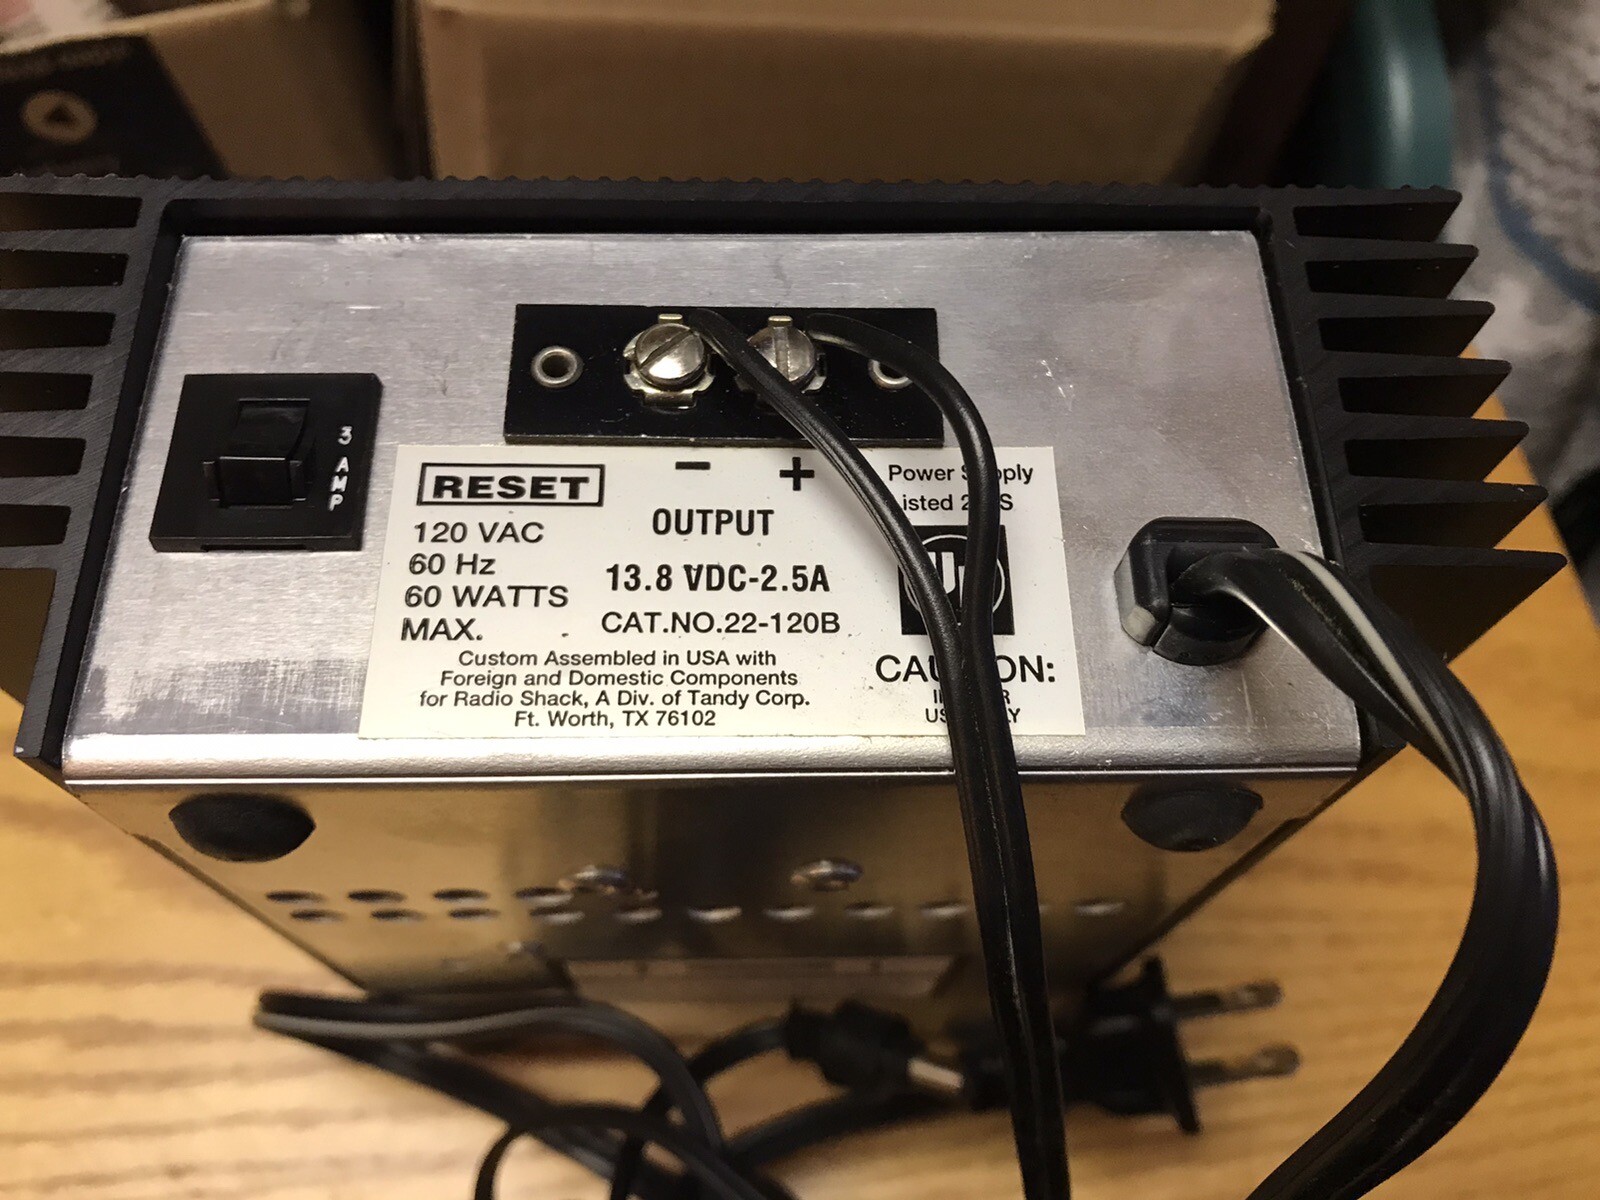 3 AMP
RESET
- +
OUTPUT
120 VAC
60 Hz
60 WATTS
MAX.
13.8 VDC-2.5A
CAT.NO.22-120B
Custom Assembled in USA with
Foreign and Domestic Components
for Radio Shack, A Div. of Tandy Corp.
Ft. Worth, TX 76102
Power